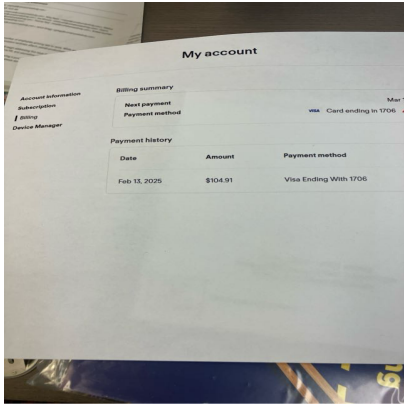 My account
Account information
Subscription
Billing
Device Manager
Billing summary
Next payment Mar
Payment method VISA Card ending in 1706
Payment history
Date Amount Payment method
Feb 13, 2025 $104.91 Visa Ending With 1706